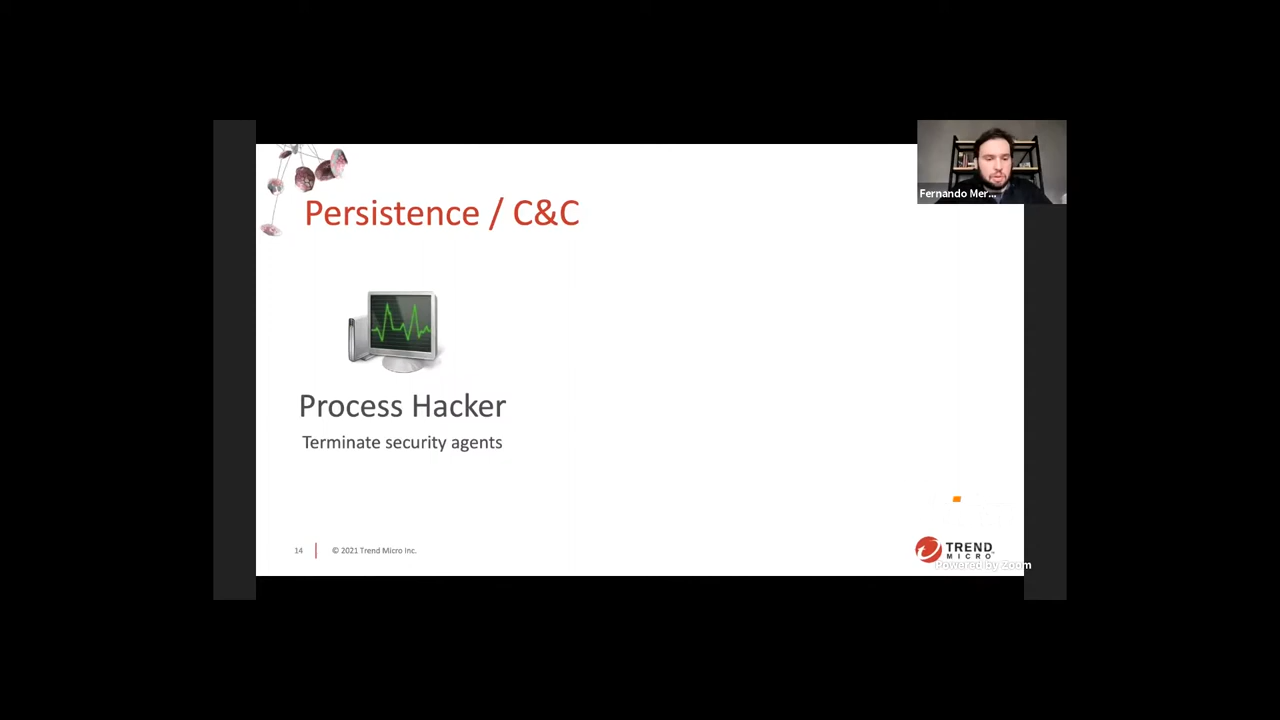 Fernando Mer...
Persistence / C&C
Process Hacker
Terminate security agents
14
© 2021 Trend Micro Inc.
TREND
MICRO
Powered by Zoom